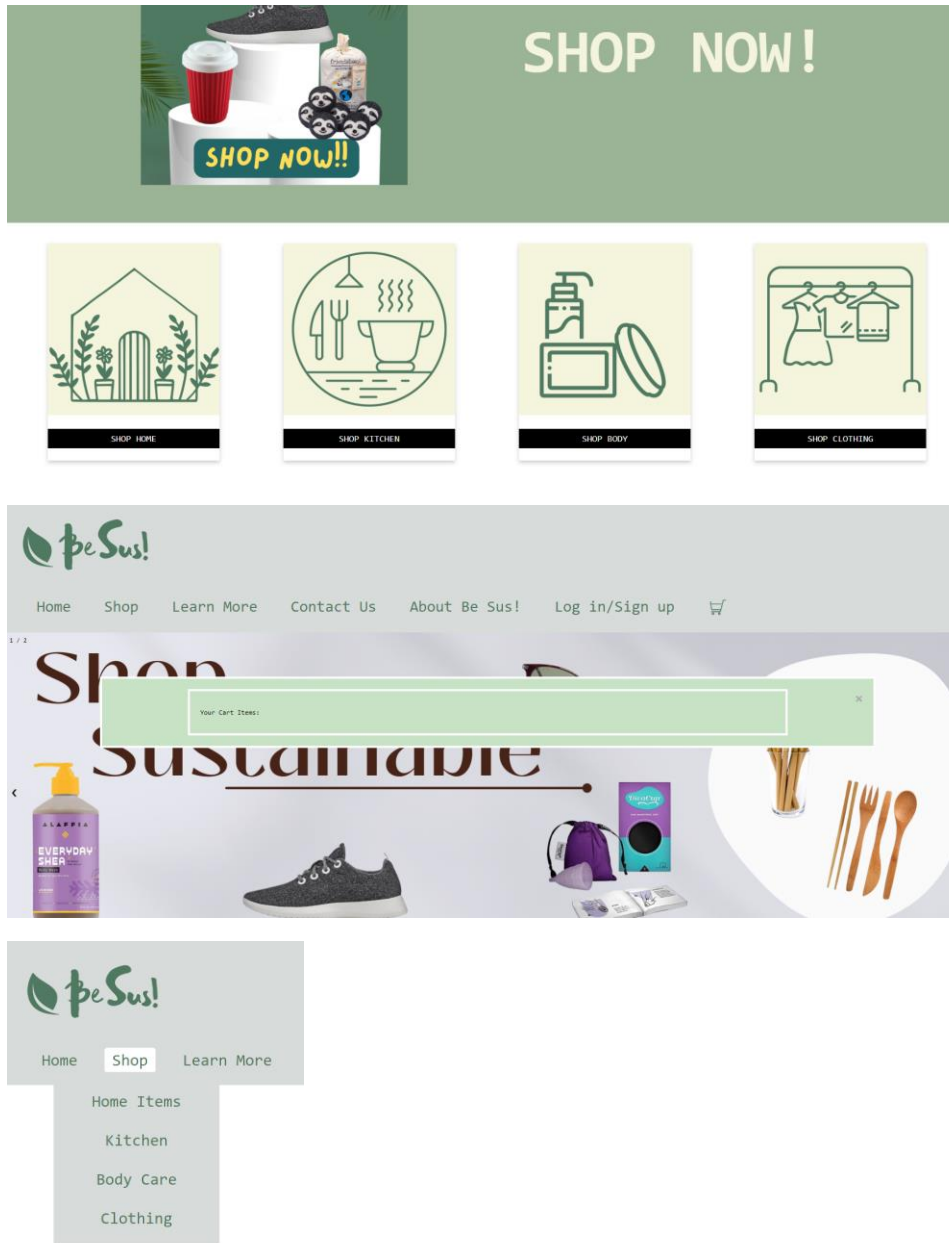 SHOP NOW!
SHOP NOW!!
SHOP HOME
SHOP KITCHEN
SHOP BODY
SHOP CLOTHING
Be Sus!
Home Shop Learn More Contact Us About Be Sus! Log in/Sign up
1 / 2
Shop
Your Cart Items:
×
Sustainable
❮
ALAFFIA
EVERYDAY
SHEA
Be Sus!
Home Shop Learn More
Home Items
Kitchen
Body Care
Clothing